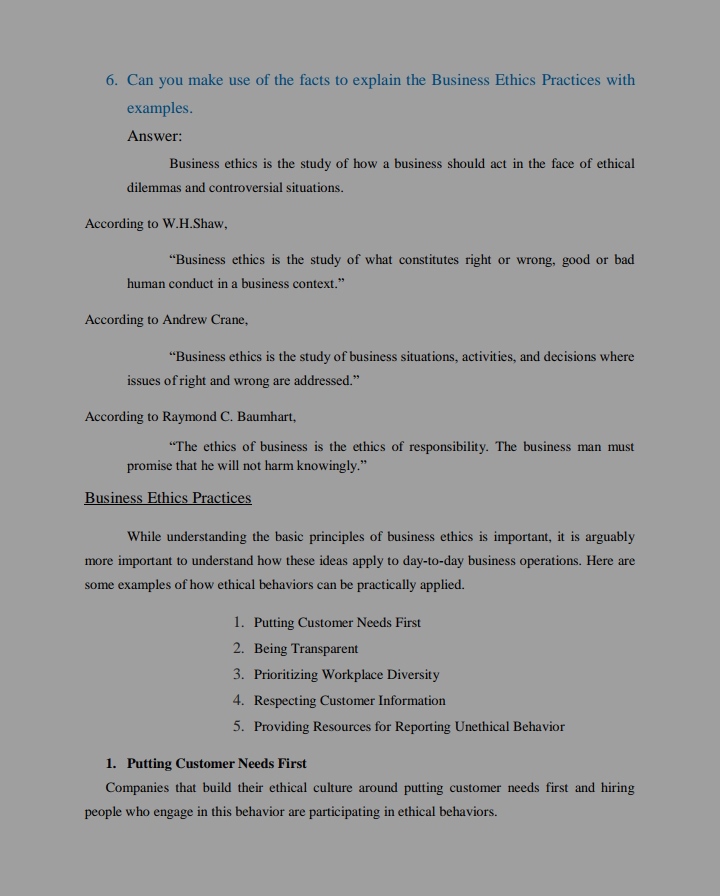 6. Can you make use of the facts to explain the Business Ethics Practices with
examples.
Answer:
Business ethics is the study of how a business should act in the face of ethical
dilemmas and controversial situations.
According to W.H.Shaw,
“Business ethics is the study of what constitutes right or wrong, good or bad
human conduct in a business context.”
According to Andrew Crane,
“Business ethics is the study of business situations, activities, and decisions where
issues of right and wrong are addressed.”
According to Raymond C. Baumhart,
“The ethics of business is the ethics of responsibility. The business man must
promise that he will not harm knowingly.”
Business Ethics Practices
While understanding the basic principles of business ethics is important, it is arguably
more important to understand how these ideas apply to day-to-day business operations. Here are
some examples of how ethical behaviors can be practically applied.
1. Putting Customer Needs First
2. Being Transparent
3. Prioritizing Workplace Diversity
4. Respecting Customer Information
5. Providing Resources for Reporting Unethical Behavior
1. Putting Customer Needs First
Companies that build their ethical culture around putting customer needs first and hiring
people who engage in this behavior are participating in ethical behaviors.